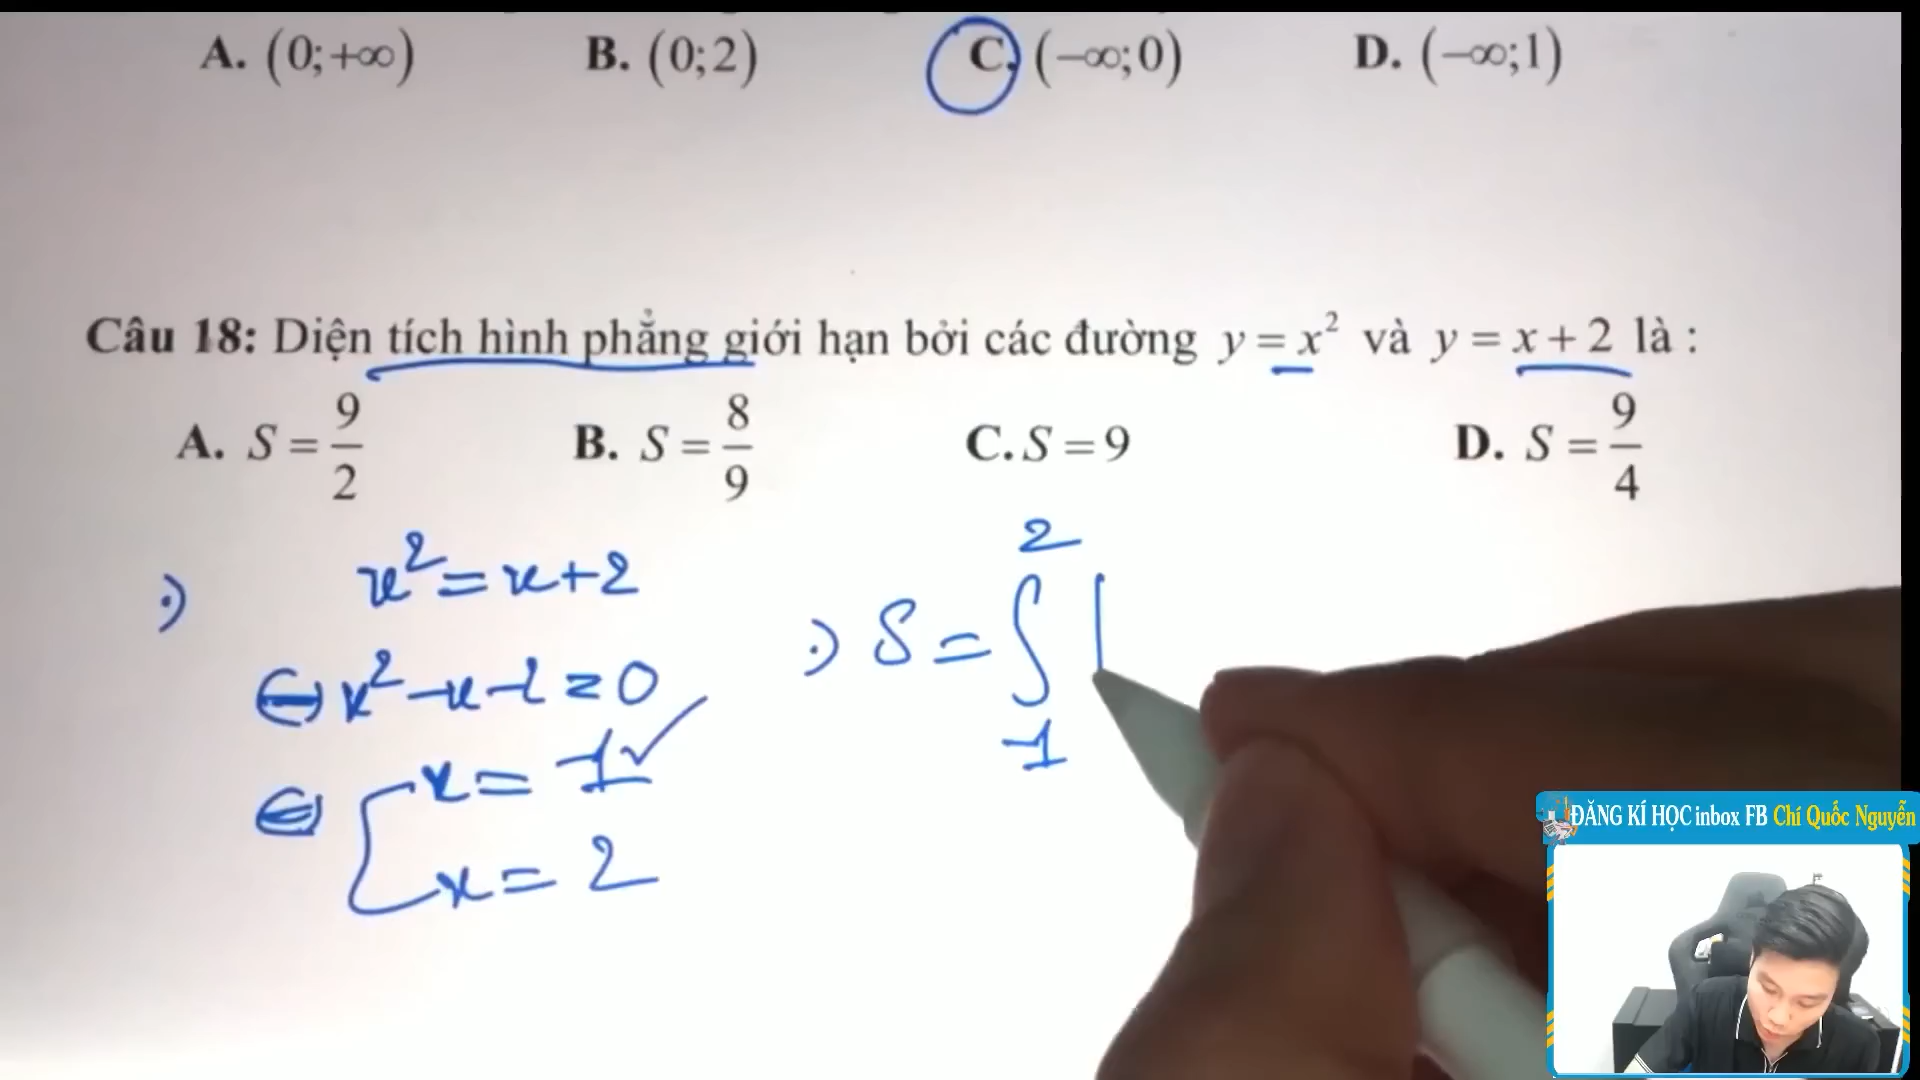 A. (0;+∞) B. (0;2) C. (−∞;0) D. (−∞;1)
Câu 18: Diện tích hình phẳng giới hạn bởi các đường y = x² và y = x + 2 là :
A. S = 9/2 B. S = 8/9 C. S = 9 D. S = 9/4
·) x² = x+2
⇔ x² − x − 2 = 0
⇔ [ x = −1 ✓
x = 2
·) S = ∫ 2 −1 |
ĐĂNG KÍ HỌC inbox FB Chí Quốc Nguyễn